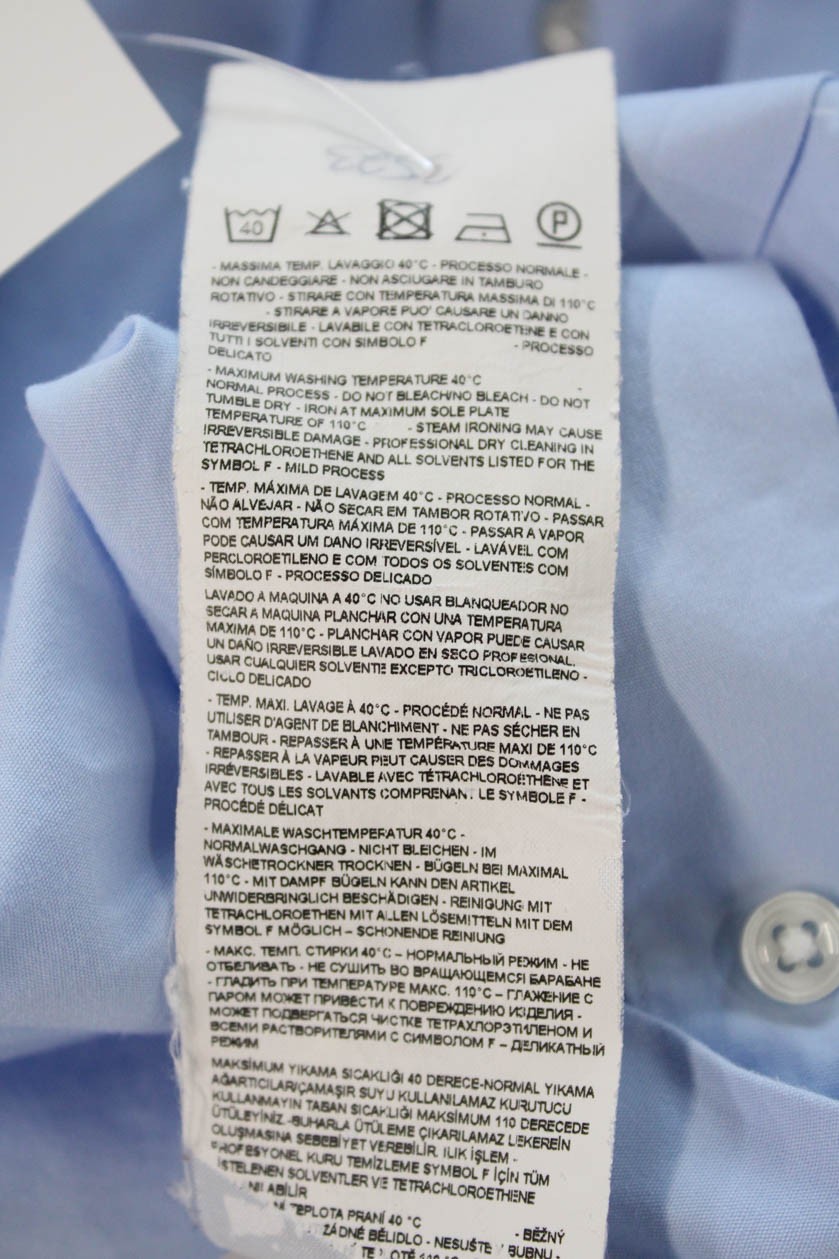 40 P
- MASSIMA TEMP. LAVAGGIO 40°C - PROCESSO NORMALE -
NON CANDEGGIARE - NON ASCIUGARE IN TAMBURO
ROTATIVO - STIRARE CON TEMPERATURA MASSIMA DI 110°C
- STIRARE A VAPORE PUO' CAUSARE UN DANNO
IRREVERSIBILE - LAVABILE CON TETRACLOROETENE E CON
TUTTI I SOLVENTI CON SIMBOLO F - PROCESSO
DELICATO
- MAXIMUM WASHING TEMPERATURE 40°C -
NORMAL PROCESS - DO NOT BLEACH/NO BLEACH - DO NOT
TUMBLE DRY - IRON AT MAXIMUM SOLE PLATE
TEMPERATURE OF 110°C - STEAM IRONING MAY CAUSE
IRREVERSIBLE DAMAGE - PROFESSIONAL DRY CLEANING IN
TETRACHLOROETHENE AND ALL SOLVENTS LISTED FOR THE
SYMBOL F - MILD PROCESS
- TEMP. MÁXIMA DE LAVAGEM 40°C - PROCESSO NORMAL -
NÃO ALVEJAR - NÃO SECAR EM TAMBOR ROTATIVO - PASSAR
COM TEMPERATURA MÁXIMA DE 110°C - PASSAR A VAPOR
PODE CAUSAR UM DANO IRREVERSÍVEL - LAVÁVEL COM
PERCLOROETILENO E COM TODOS OS SOLVENTES COM
SÍMBOLO F - PROCESSO DELICADO
LAVADO A MAQUINA A 40°C NO USAR BLANQUEADOR NO
SECAR A MAQUINA PLANCHAR CON UNA TEMPERATURA
MAXIMA DE 110°C - PLANCHAR CON VAPOR PUEDE CAUSAR
UN DAÑO IRREVERSIBLE LAVADO EN SECO PROFESIONAL.
USAR CUALQUIER SOLVENTE EXCEPTO TRICLOROETILENO -
CICLO DELICADO
- TEMP. MAXI. LAVAGE À 40°C - PROCÉDÉ NORMAL - NE PAS
UTILISER D'AGENT DE BLANCHIMENT - NE PAS SÉCHER EN
TAMBOUR - REPASSER À UNE TEMPÉRATURE MAXI DE 110°C
- REPASSER À LA VAPEUR PEUT CAUSER DES DOMMAGES
IRRÉVERSIBLES - LAVABLE AVEC TÉTRACHLOROÉTHÈNE ET
AVEC TOUS LES SOLVANTS COMPRENANT LE SYMBOLE F -
PROCÉDÉ DÉLICAT
- MAXIMALE WASCHTEMPERATUR 40°C -
NORMALWASCHGANG - NICHT BLEICHEN - IM
WÄSCHETROCKNER TROCKNEN - BÜGELN BEI MAXIMAL
110°C - MIT DAMPF BÜGELN KANN DEN ARTIKEL
UNWIDERBRINGLICH BESCHÄDIGEN - REINIGUNG MIT
TETRACHLOROETHEN MIT ALLEN LÖSEMITTELN MIT DEM
SYMBOL F MÖGLICH – SCHONENDE REINIUNG
- МАКС. ТЕМП. СТИРКИ 40°C – НОРМАЛЬНЫЙ РЕЖИМ - НЕ
ОТБЕЛИВАТЬ - НЕ СУШИТЬ ВО ВРАЩАЮЩЕМСЯ БАРАБАНЕ
- ГЛАДИТЬ ПРИ ТЕМПЕРАТУРЕ МАКС. 110°C – ГЛАЖЕНИЕ С
ПАРОМ МОЖЕТ ПРИВЕСТИ К ПОВРЕЖДЕНИЮ ИЗДЕЛИЯ -
МОЖЕТ ПОДВЕРГАТЬСЯ ЧИСТКЕ ТЕТРАХЛОРЭТИЛЕНОМ И
ВСЕМИ РАСТВОРИТЕЛЯМИ С СИМВОЛОМ F – ДЕЛИКАТНЫЙ
РЕЖИМ
MAKSİMUM YIKAMA SICAKLIĞI 40 DERECE-NORMAL YIKAMA
AĞARTICILAR/ÇAMAŞIR SUYU KULLANILAMAZ KURUTUCU
KULLANMAYIN TABAN SICAKLIĞI MAKSİMUM 110 DERECEDE
ÜTÜLEYİNİZ.-BUHARLA ÜTÜLEME ÇIKARILAMAZ LEKEREİN
OLUŞMASINA SEBEBİYET VEREBİLİR. ILIK İŞLEM -
PROFESYONEL KURU TEMİZLEME SYMBOL F İÇİN TÜM
İSTELENEN SOLVENTLER VE TETRACHLOROETHIENE
TEPLOTA PRANÍ 40 °C - BĚŽNÝ
ŽÁDNÉ BĚLIDLO - NESUŠTE BUBNU -